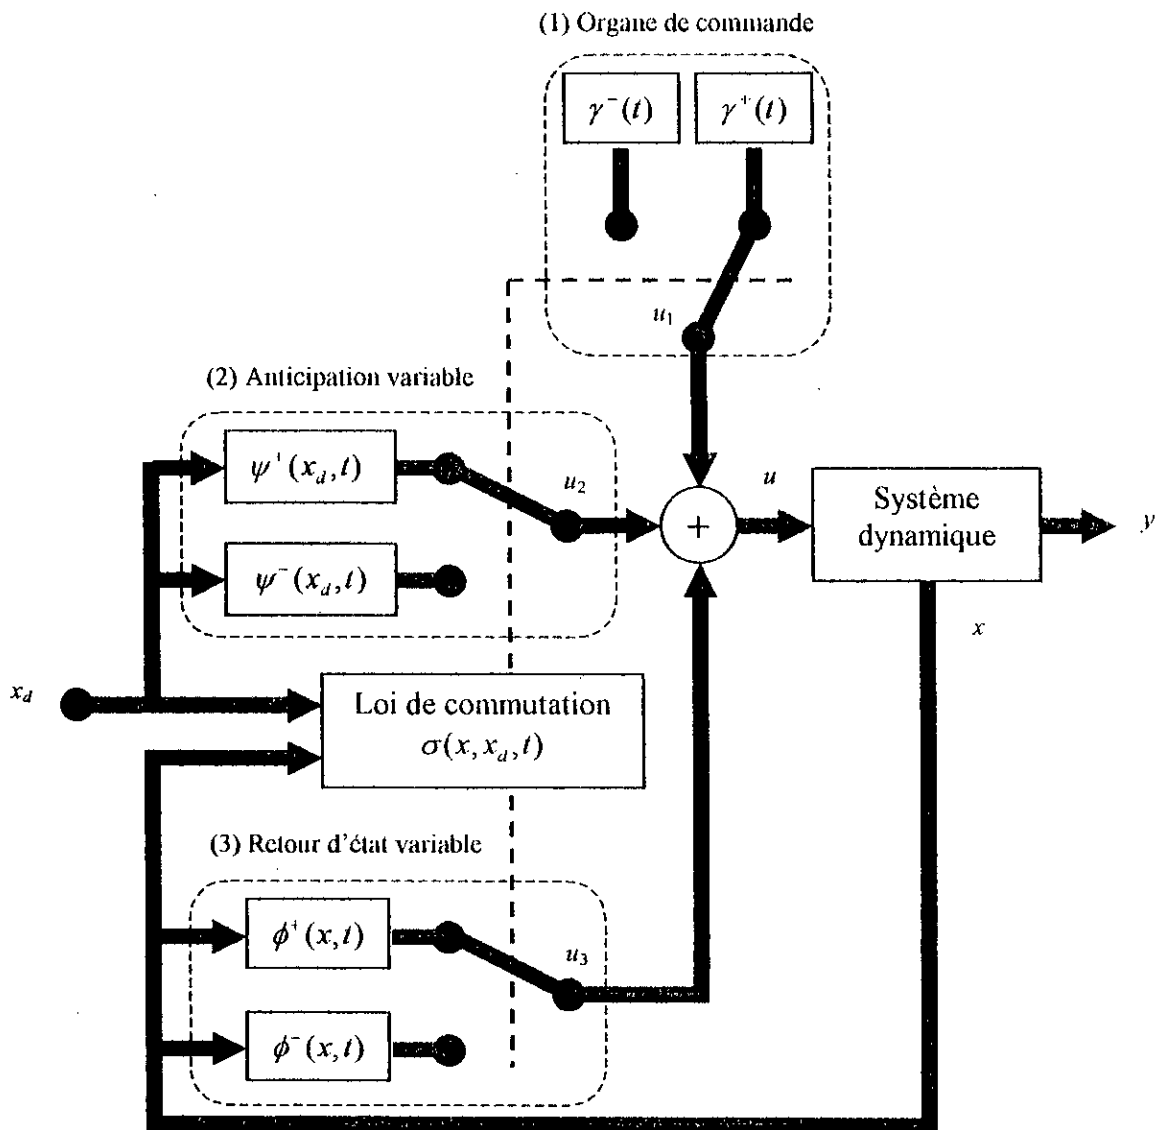 (1) Organe de commande
γ⁻(t)
γ⁺(t)
u₁
(2) Anticipation variable
ψ⁺(x_d,t)
u₂
ψ⁻(x_d,t)
+
u
Système
dynamique
y
x
x_d
Loi de commutation
σ(x,x_d,t)
(3) Retour d'état variable
ϕ⁺(x,t)
u₃
ϕ⁻(x,t)